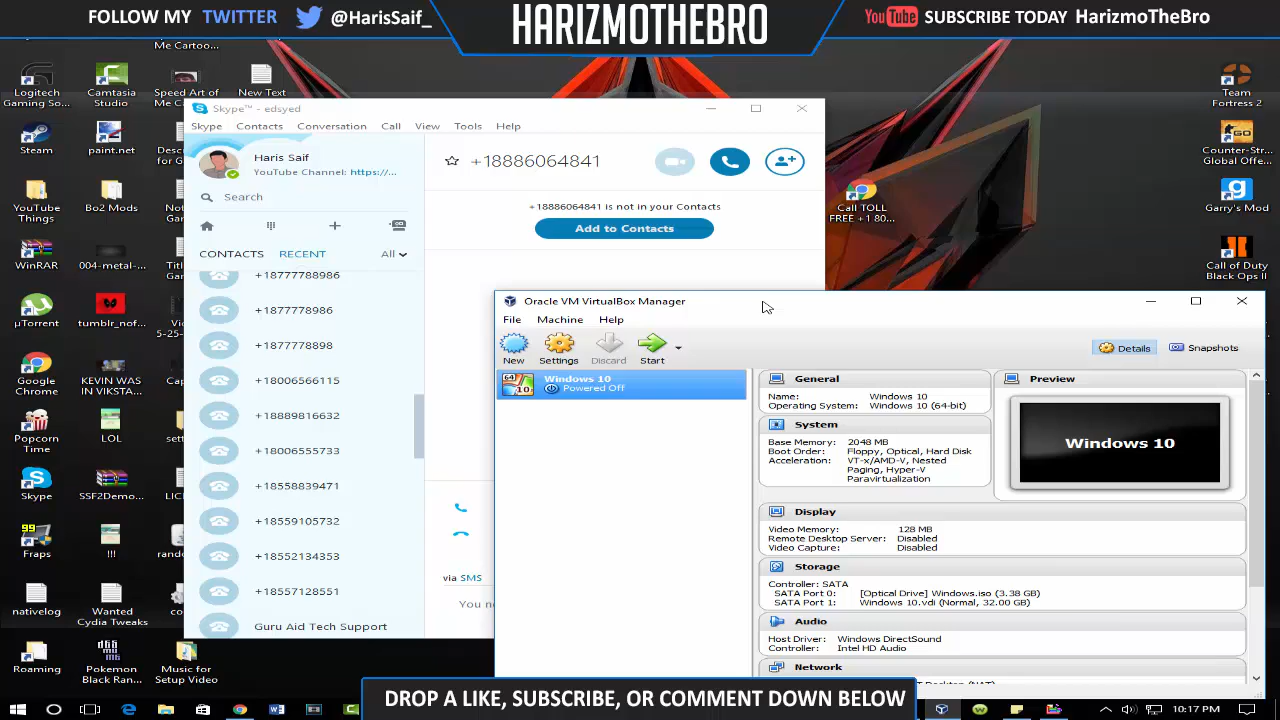 FOLLOW MY TWITTER @HarisSaif_
HARIZMOTHEBRO
YouTube SUBSCRIBE TODAY HarizmoTheBro
Me Cartoo...
Me C
Logitech
Gaming So...
Camtasia
Studio
Speed Art of
Me C
New Text
Steam
paint.net
YouTube
Things
Bo2 Mods
WinRAR
004-metal-...
µTorrent
tumblr_nof...
Google
Chrome
KEVIN WAS
IN VIKSTA...
Popcorn
Time
LOL
Skype
SSF2Demo...
Fraps
!!!
nativelog
Wanted
Cydia Tweaks
Roaming
Pokemon
Black Ran...
Music for
Setup Video
Skype™ - edsyed
Skype Contacts Conversation Call View Tools Help
Haris Saif
YouTube Channel: https://...
Search
CONTACTS RECENT All
+18777788986
+1877778986
+1877778898
+18006566115
+18889816632
+18006555733
+18558839471
+18559105732
+18552134353
+18557128551
Guru Aid Tech Support
+18886064841
+18886064841 is not in your Contacts
Add to Contacts
via SMS
Call TOLL
FREE +1 80...
Team
Fortress 2
Counter-Str...
Global Offe...
Garry's Mod
Call of Duty
Black Ops II
Oracle VM VirtualBox Manager
File Machine Help
New Settings Discard Start
Details Snapshots
Windows 10
Powered Off
General
Name: Windows 10
Operating System: Windows 10 (64-bit)
System
Base Memory: 2048 MB
Boot Order: Floppy, Optical, Hard Disk
Acceleration: VT-x/AMD-V, Nested
Paging, Hyper-V
Paravirtualization
Preview
Windows 10
Display
Video Memory: 128 MB
Remote Desktop Server: Disabled
Video Capture: Disabled
Storage
Controller: SATA
SATA Port 0: [Optical Drive] Windows.iso (3.38 GB)
SATA Port 1: Windows 10.vdi (Normal, 32.00 GB)
Audio
Host Driver: Windows DirectSound
Controller: Intel HD Audio
Network
DROP A LIKE, SUBSCRIBE, OR COMMENT DOWN BELOW
10:17 PM